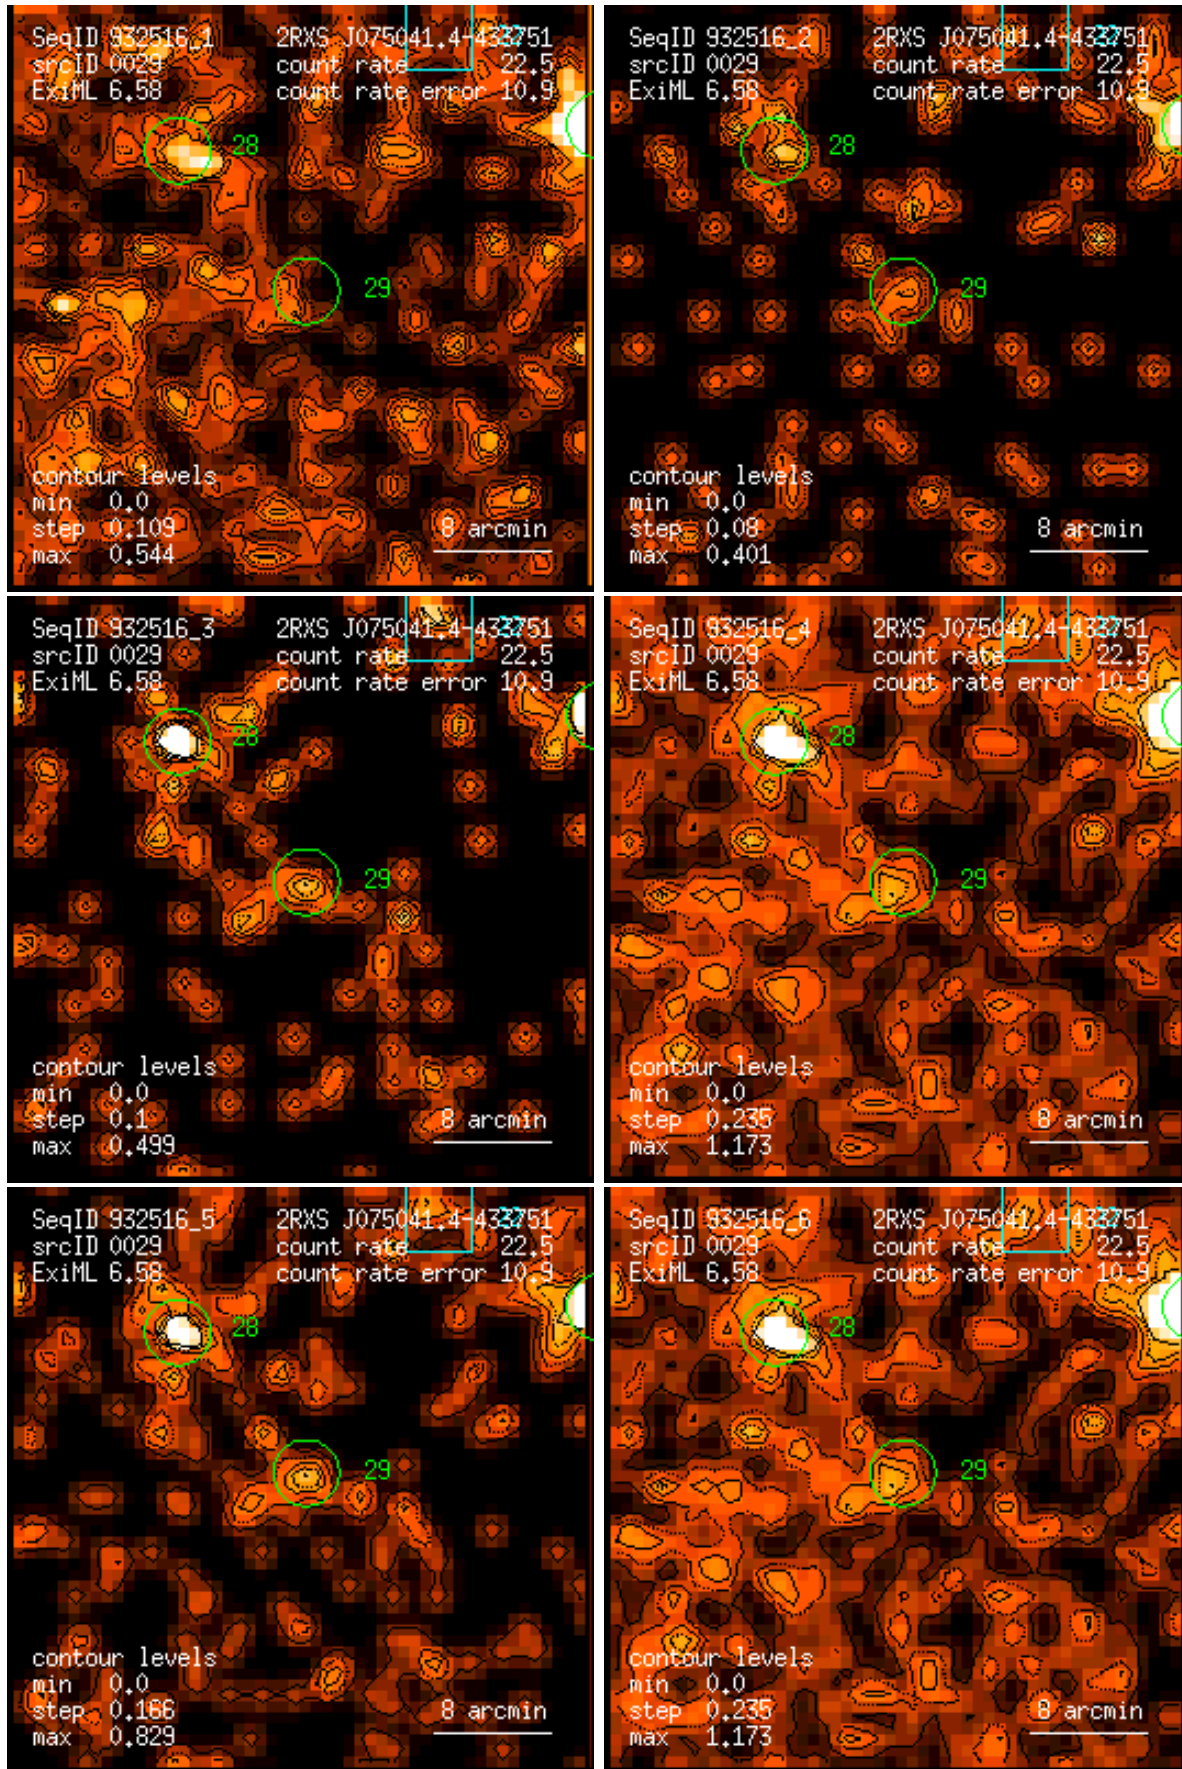 SeqID 932516_1 2RXS J075041.4-433751
srcID 0029 count rate 22.5
ExiML 6.58 count rate error 10.9
28
29
contour levels
min 0.0
step 0.109
max 0.544
8 arcmin
SeqID 932516_2 2RXS J075041.4-433751
srcID 0029 count rate 22.5
ExiML 6.58 count rate error 10.9
28
29
contour levels
min 0.0
step 0.08
max 0.401
8 arcmin
SeqID 932516_3 2RXS J075041.4-433751
srcID 0029 count rate 22.5
ExiML 6.58 count rate error 10.9
28
29
contour levels
min 0.0
step 0.1
max 0.499
8 arcmin
SeqID 932516_4 2RXS J075041.4-433751
srcID 0029 count rate 22.5
ExiML 6.58 count rate error 10.9
28
29
contour levels
min 0.0
step 0.235
max 1.173
8 arcmin
SeqID 932516_5 2RXS J075041.4-433751
srcID 0029 count rate 22.5
ExiML 6.58 count rate error 10.9
28
29
contour levels
min 0.0
step 0.166
max 0.829
8 arcmin
SeqID 932516_6 2RXS J075041.4-433751
srcID 0029 count rate 22.5
ExiML 6.58 count rate error 10.9
28
29
contour levels
min 0.0
step 0.235
max 1.173
8 arcmin